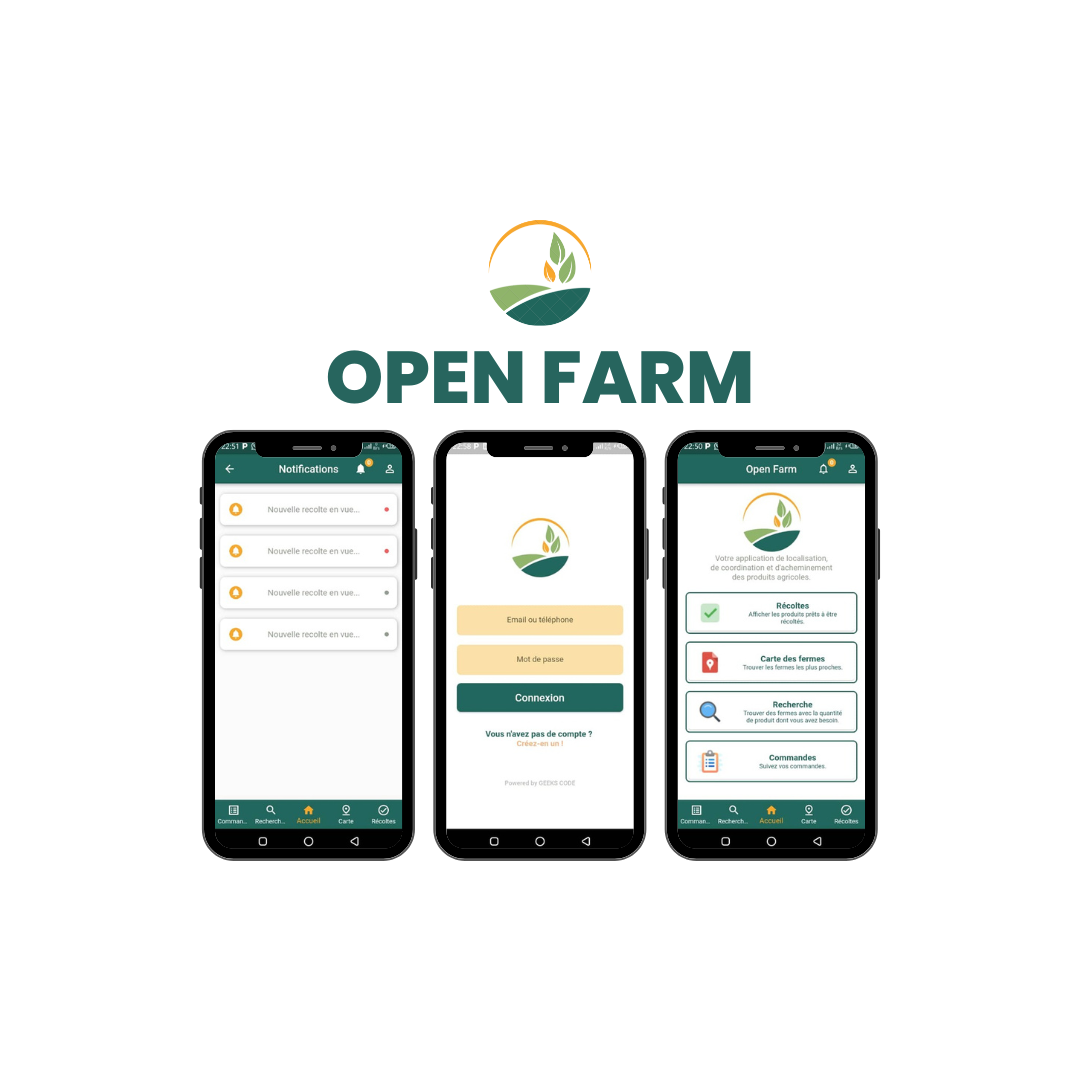 OPEN FARM
22:51 P
Notifications
Nouvelle recolte en vue...
Nouvelle recolte en vue...
Nouvelle recolte en vue...
Nouvelle recolte en vue...
Comman...
Recherch...
Accueil
Carte
Récoltes
Email ou téléphone
Mot de passe
Connexion
Vous n'avez pas de compte ?
Créez-en un !
Powered by GEEKS CODE
22:50 P
Open Farm
Votre application de localisation,
de coordination et d'acheminement
des produits agricoles.
Récoltes
Afficher les produits prêts à être
récoltés.
Carte des fermes
Trouver les fermes les plus proches.
Recherche
Trouver des fermes avec la quantité
de produit dont vous avez besoin.
Commandes
Suivez vos commandes.
Comman...
Recherch...
Accueil
Carte
Récoltes